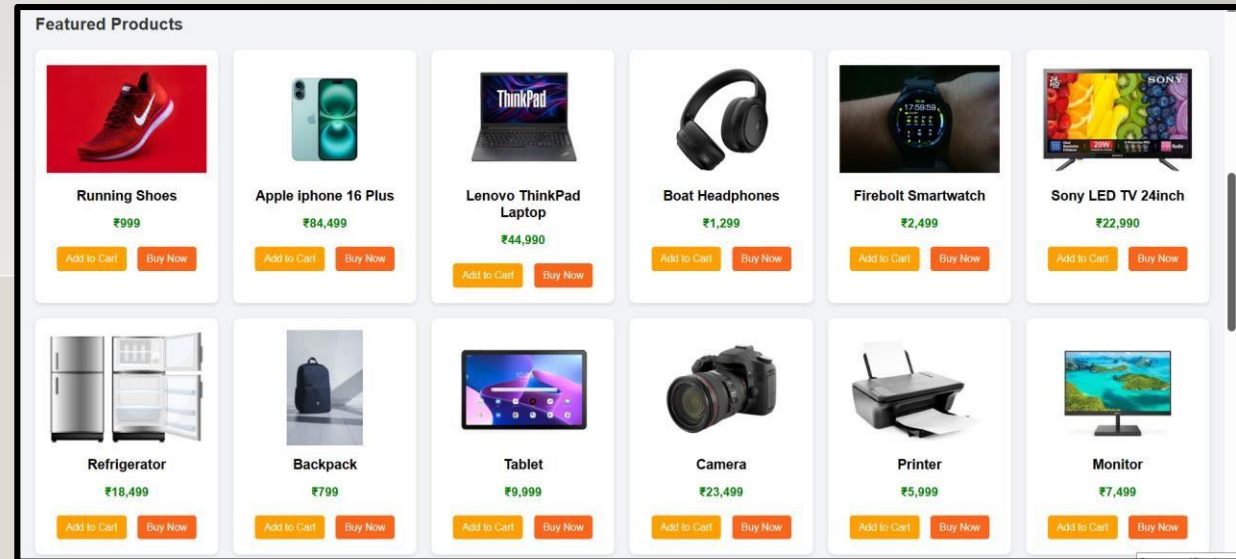 Featured Products
ThinkPad
17:59:59
SONY
20W
Running Shoes
Apple iphone 16 Plus
Lenovo ThinkPad
Laptop
Boat Headphones
Firebolt Smartwatch
Sony LED TV 24inch
₹999
₹84,499
₹44,990
₹1,299
₹2,499
₹22,990
Add to Cart Buy Now
Add to Cart Buy Now
Add to Cart Buy Now
Add to Cart Buy Now
Add to Cart Buy Now
Add to Cart Buy Now
Refrigerator
Backpack
Tablet
Camera
Printer
Monitor
₹18,499
₹799
₹9,999
₹23,499
₹5,999
₹7,499
Add to Cart Buy Now
Add to Cart Buy Now
Add to Cart Buy Now
Add to Cart Buy Now
Add to Cart Buy Now
Add to Cart Buy Now